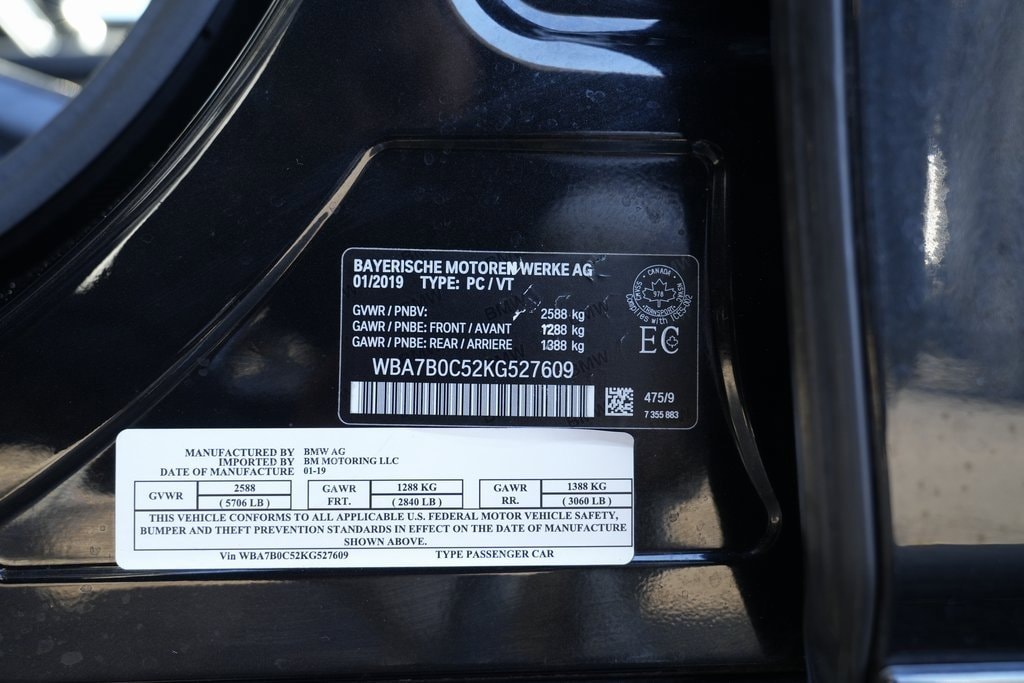 BAYERISCHE MOTOREN WERKE AG
01/2019 TYPE: PC/VT
GVWR / PNBV: 2588 kg
GAWR / PNBE: FRONT / AVANT 1288 kg
GAWR / PNBE: REAR / ARRIERE 1388 kg
WBA7B0C52KG527609
CANADA
978
TRANSPORT
Complies with
EC
475/9
7 355 883
MANUFACTURED BY BMW AG
IMPORTED BY BM MOTORING LLC
DATE OF MANUFACTURE 01-19
GVWR 2588 ( 5706 LB )
GAWR FRT. 1288 KG ( 2840 LB )
GAWR RR. 1388 KG ( 3060 LB )
THIS VEHICLE CONFORMS TO ALL APPLICABLE U.S. FEDERAL MOTOR VEHICLE SAFETY,
BUMPER AND THEFT PREVENTION STANDARDS IN EFFECT ON THE DATE OF MANUFACTURE
SHOWN ABOVE.
Vin WBA7B0C52KG527609 TYPE PASSENGER CAR